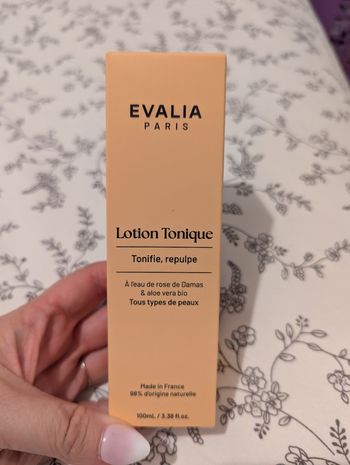 EVALIA
PARIS
Lotion Tonique
Tonifie, repulpe
À l'eau de rose de Damas
& aloe vera bio
Tous types de peaux
Made in France
98% d'origine naturelle
100mL / 3.38 fl.oz.